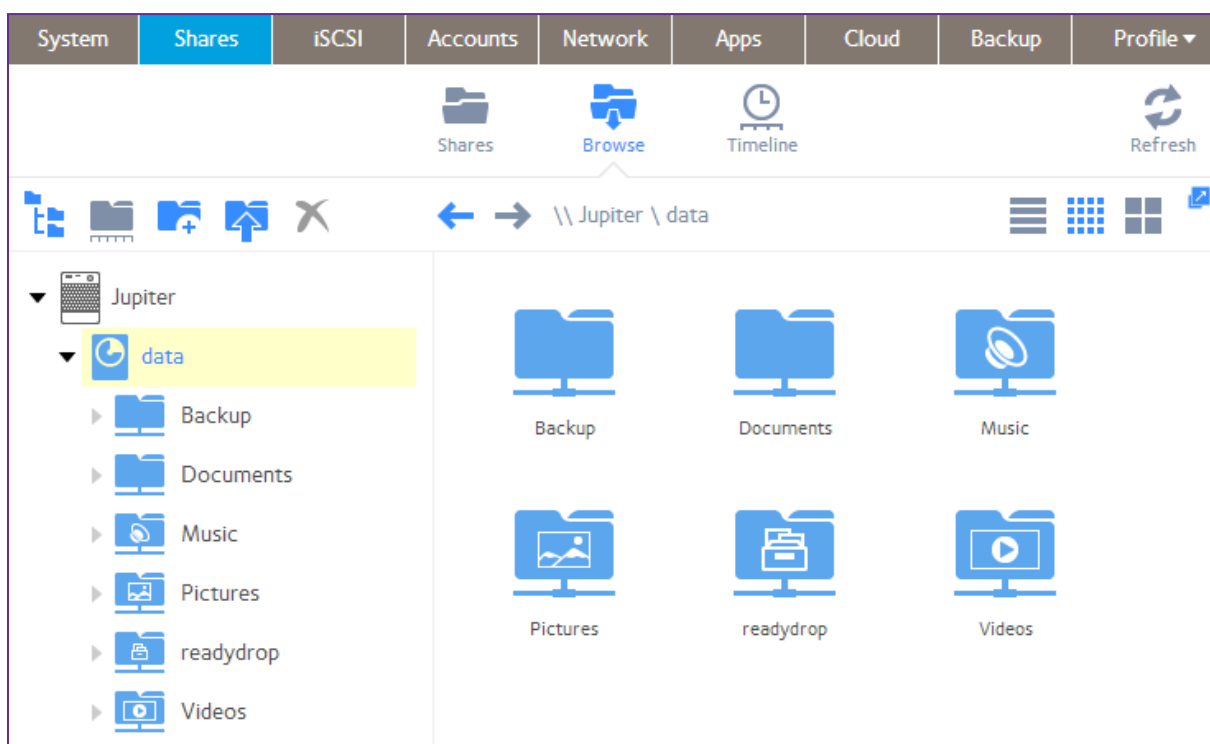 System Shares iSCSI Accounts Network Apps Cloud Backup Profile
Shares Browse Timeline Refresh
\\ Jupiter \ data
Jupiter
data
Backup
Documents
Music
Pictures
readydrop
Videos
Backup Documents Music
Pictures readydrop Videos